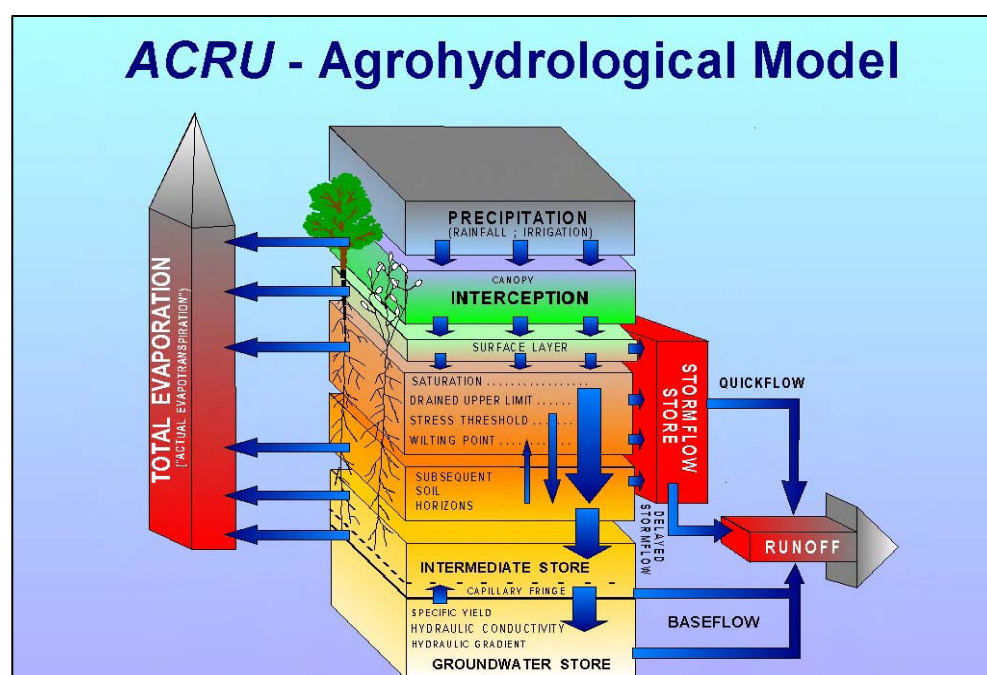 ACRU - Agrohydrological Model
PRECIPITATION
(RAINFALL ; IRRIGATION)
CANOPY
INTERCEPTION
SURFACE LAYER
SATURATION . . . . . . . . . . . . . . . .
DRAINED UPPER LIMIT . . . . . .
STRESS THRESHOLD . . . . . . .
WILTING POINT . . . . . . . . . . .
SUBSEQUENT
SOIL
HORIZONS
INTERMEDIATE STORE
CAPILLARY FRINGE
SPECIFIC YIELD
HYDRAULIC CONDUCTIVITY
HYDRAULIC GRADIENT
GROUNDWATER STORE
TOTAL EVAPORATION
("ACTUAL EVAPOTRANSPIRATION")
STORMFLOW
STORE
QUICKFLOW
DELAYED
STORMFLOW
RUNOFF
BASEFLOW